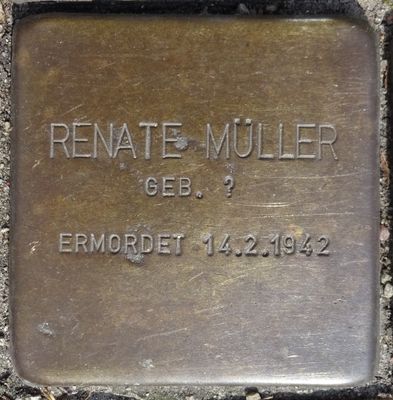 RENATE MÜLLER
GEB. ?
ERMORDET 14.2.1942